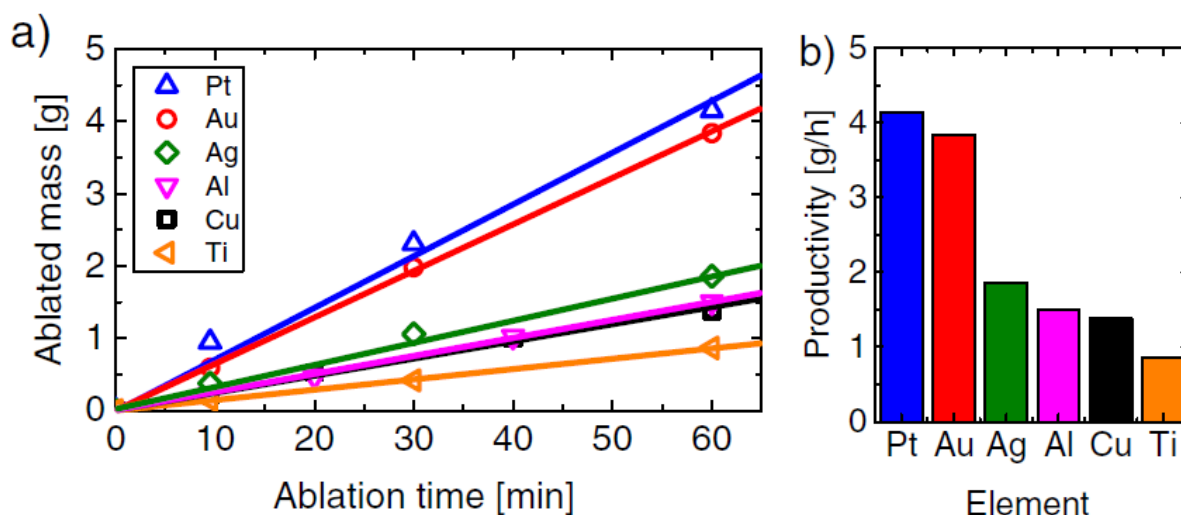 a)
Ablated mass [g]
5
4
3
2
1
0
Pt
Au
Ag
Al
Cu
Ti
0 10 20 30 40 50 60
Ablation time [min]
b)
Productivity [g/h]
5
4
3
2
1
0
Pt Au Ag Al Cu Ti
Element